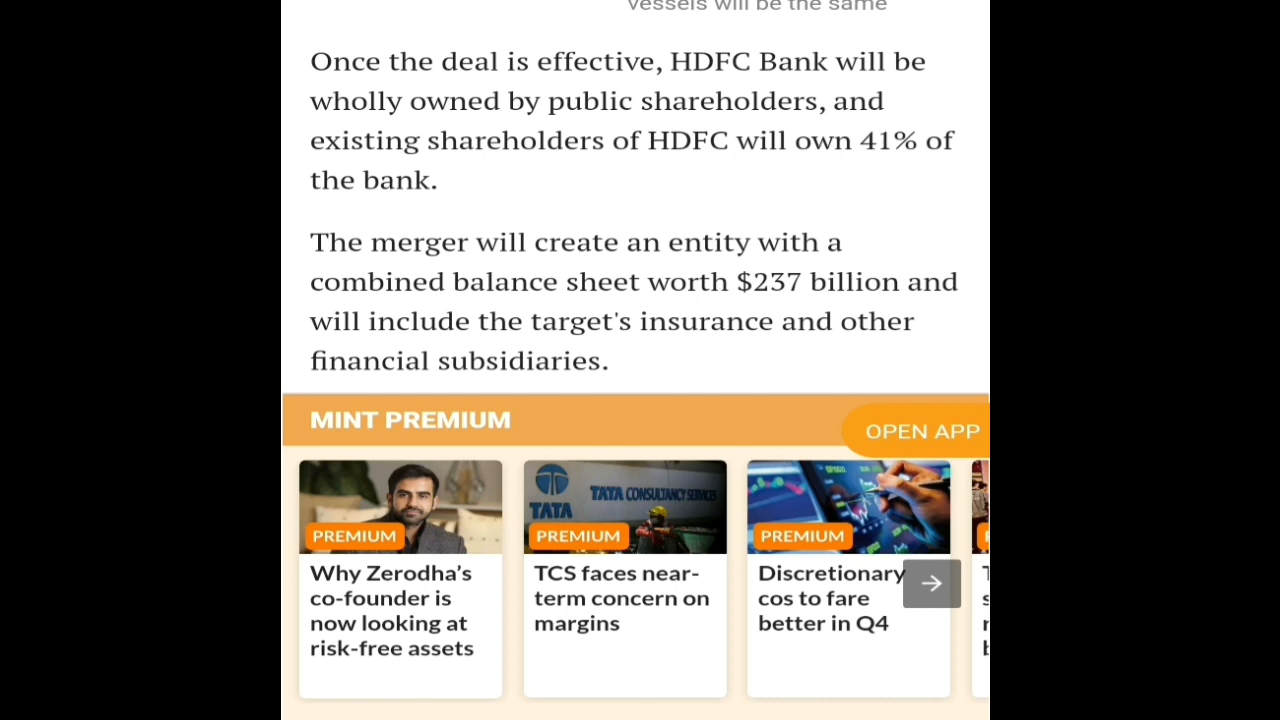 vessels will be the same
Once the deal is effective, HDFC Bank will be
wholly owned by public shareholders, and
existing shareholders of HDFC will own 41% of
the bank.
The merger will create an entity with a
combined balance sheet worth $237 billion and
will include the target's insurance and other
financial subsidiaries.
MINT PREMIUM
OPEN APP
TATA
TATA CONSULTANCY SERVICES
PREMIUM
PREMIUM
PREMIUM
Why Zerodha’s
co-founder is
now looking at
risk-free assets
TCS faces near-
term concern on
margins
Discretionary
cos to fare
better in Q4